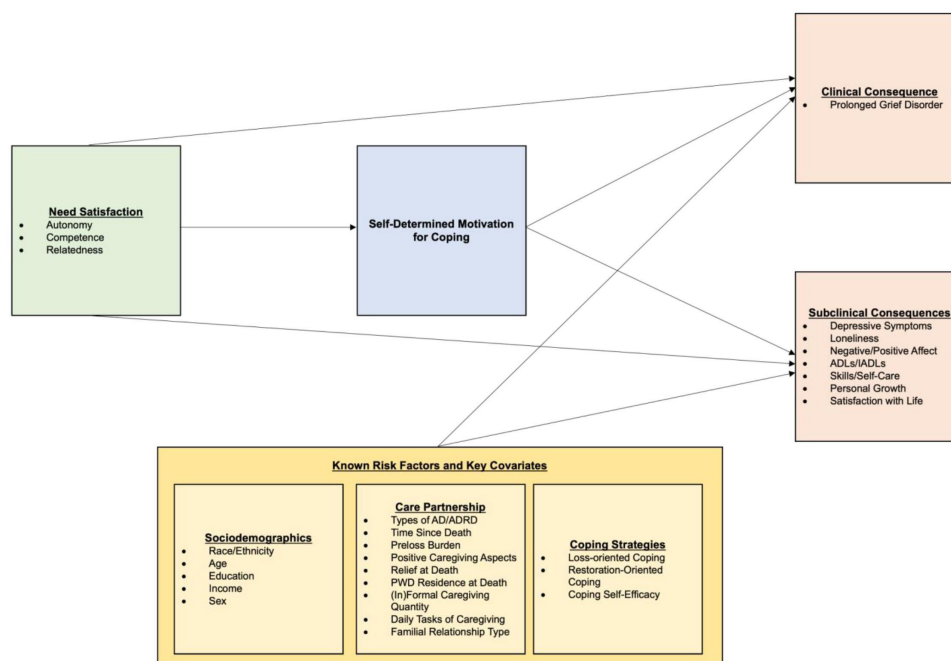 Clinical Consequence
• Prolonged Grief Disorder
Need Satisfaction
• Autonomy
• Competence
• Relatedness
Self-Determined Motivation
for Coping
Subclinical Consequences
• Depressive Symptoms
• Loneliness
• Negative/Positive Affect
• ADLs/IADLs
• Skills/Self-Care
• Personal Growth
• Satisfaction with Life
Known Risk Factors and Key Covariates
Sociodemographics
• Race/Ethnicity
• Age
• Education
• Income
• Sex
Care Partnership
• Types of AD/ADRD
• Time Since Death
• Preloss Burden
• Positive Caregiving Aspects
• Relief at Death
• PWD Residence at Death
• (In)Formal Caregiving
Quantity
• Daily Tasks of Caregiving
• Familial Relationship Type
Coping Strategies
• Loss-oriented Coping
• Restoration-Oriented
Coping
• Coping Self-Efficacy